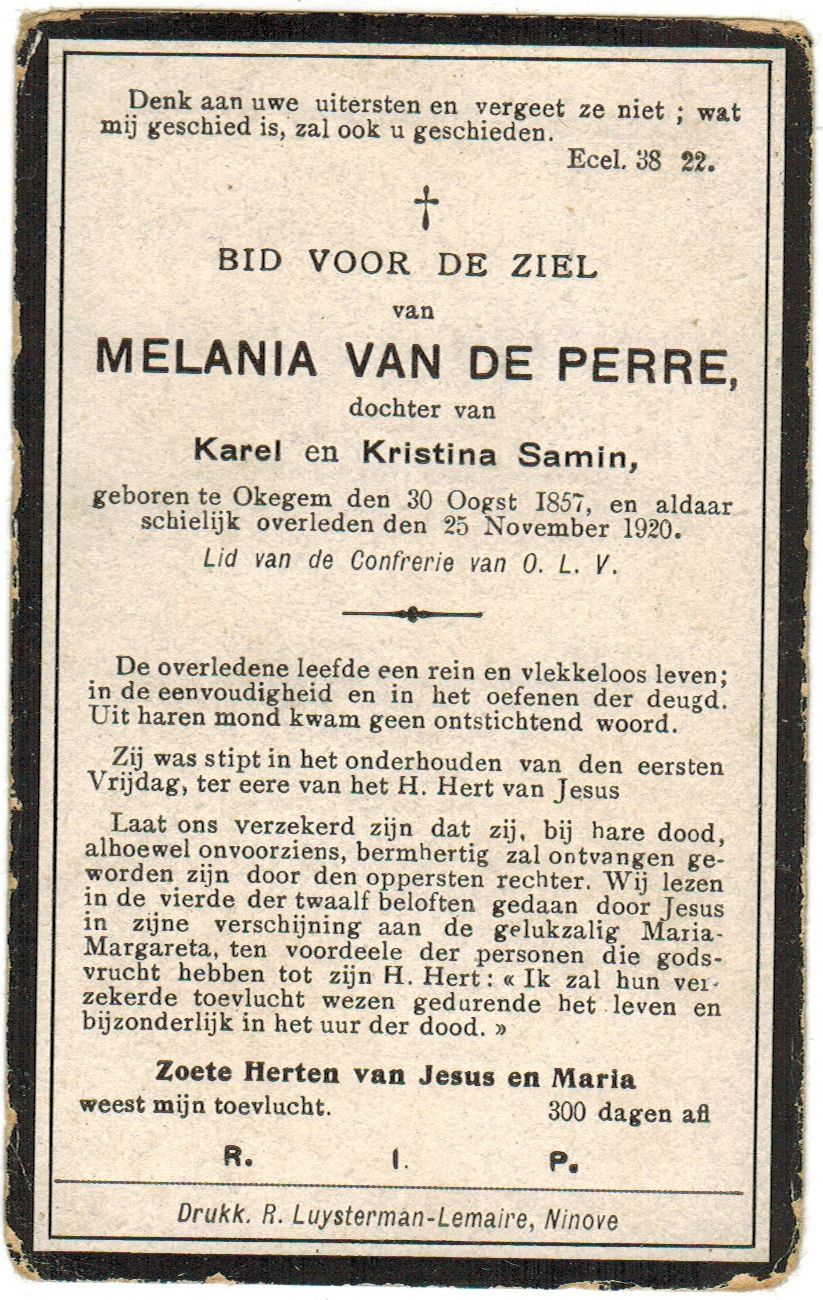 Denk aan uwe uitersten en vergeet ze niet ; wat
mij geschied is, zal ook u geschieden.
Ecel. 38 22.
BID VOOR DE ZIEL
van
MELANIA VAN DE PERRE,
dochter van
Karel en Kristina Samin,
geboren te Okegem den 30 Oogst 1857, en aldaar
schielijk overleden den 25 November 1920.
Lid van de Confrerie van O. L. V.
De overledene leefde een rein en vlekkeloos leven;
in de eenvoudigheid en in het oefenen der deugd.
Uit haren mond kwam geen ontstichtend woord.
Zij was stipt in het onderhouden van den eersten
Vrijdag, ter eere van het H. Hert van Jesus
Laat ons verzekerd zijn dat zij, bij hare dood,
alhoewel onvoorziens, bermhertig zal ontvangen ge-
worden zijn door den oppersten rechter. Wij lezen
in de vierde der twaalf beloften gedaan door Jesus
in zijne verschijning aan de gelukzalig Maria-
Margareta, ten voordeele der personen die gods-
vrucht hebben tot zijn H. Hert : « Ik zal hun ver-
zekerde toevlucht wezen gedurende het leven en
bijzonderlijk in het uur der dood. »
Zoete Herten van Jesus en Maria
weest mijn toevlucht. 300 dagen afl
R. I. P.
Drukk. R. Luysterman-Lemaire, Ninove